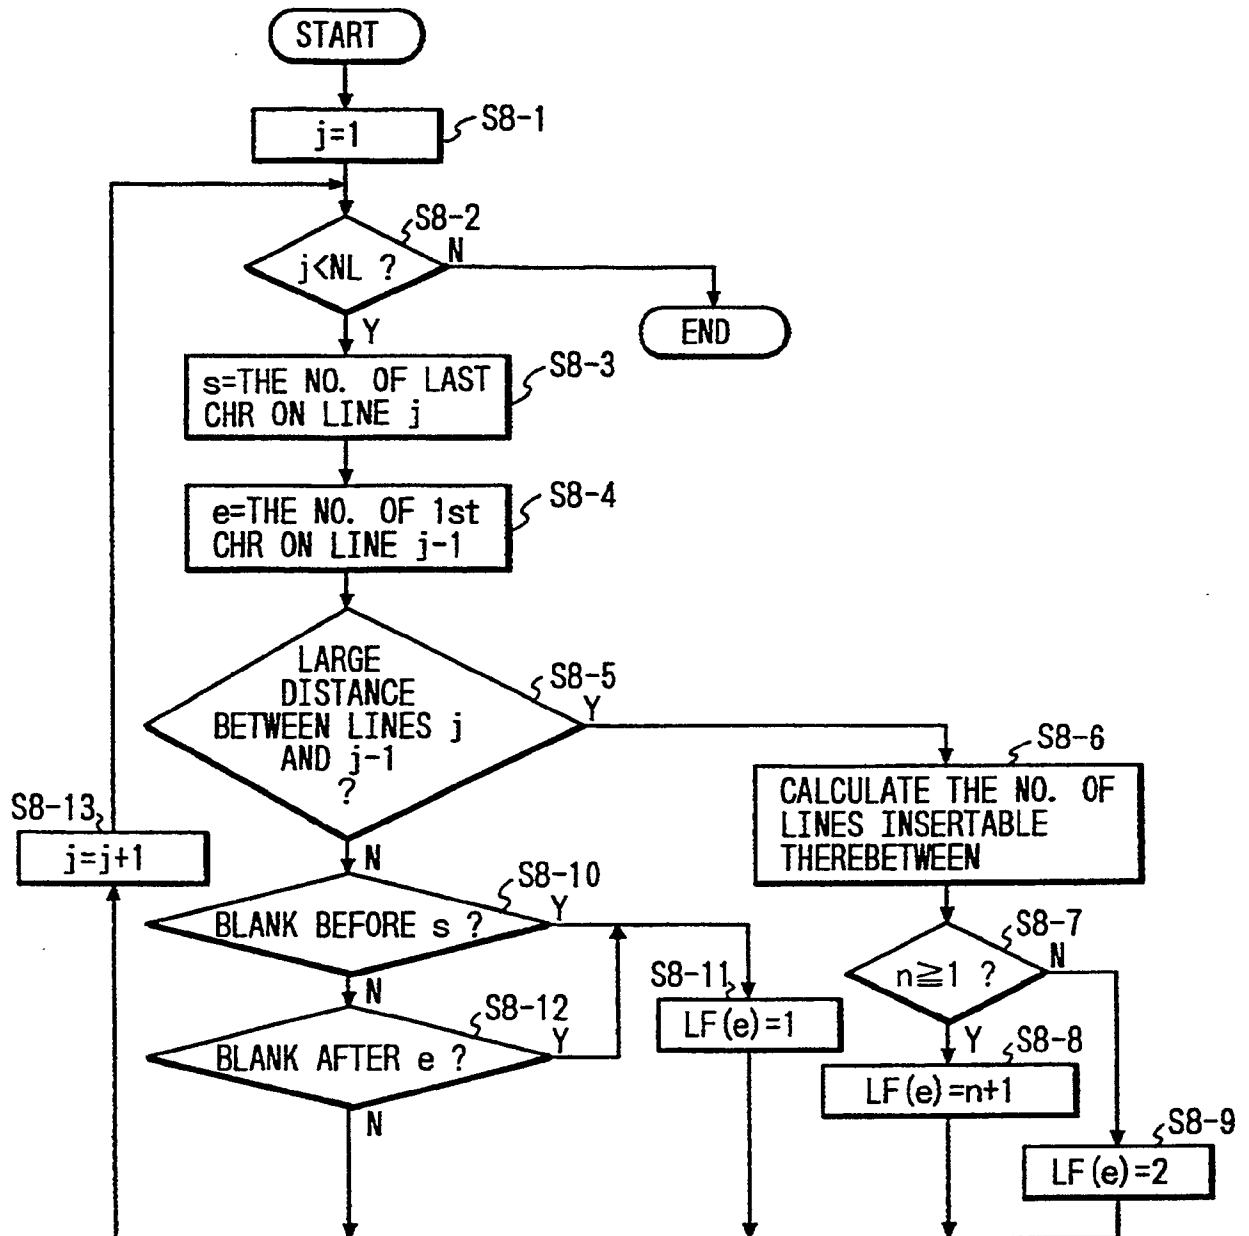 START
j=1
S8-1
S8-2
j<NL ?
N
Y
END
s=THE NO. OF LAST
CHR ON LINE j
S8-3
e=THE NO. OF 1st
CHR ON LINE j-1
S8-4
LARGE
DISTANCE
BETWEEN LINES j
AND j-1
?
S8-5
Y
N
S8-6
CALCULATE THE NO. OF
LINES INSERTABLE
THEREBETWEEN
S8-13
j=j+1
S8-10
BLANK BEFORE s ?
Y
N
S8-7
n≧1 ?
N
Y
S8-11
LF(e)=1
S8-12
BLANK AFTER e ?
Y
N
S8-8
LF(e)=n+1
S8-9
LF(e)=2